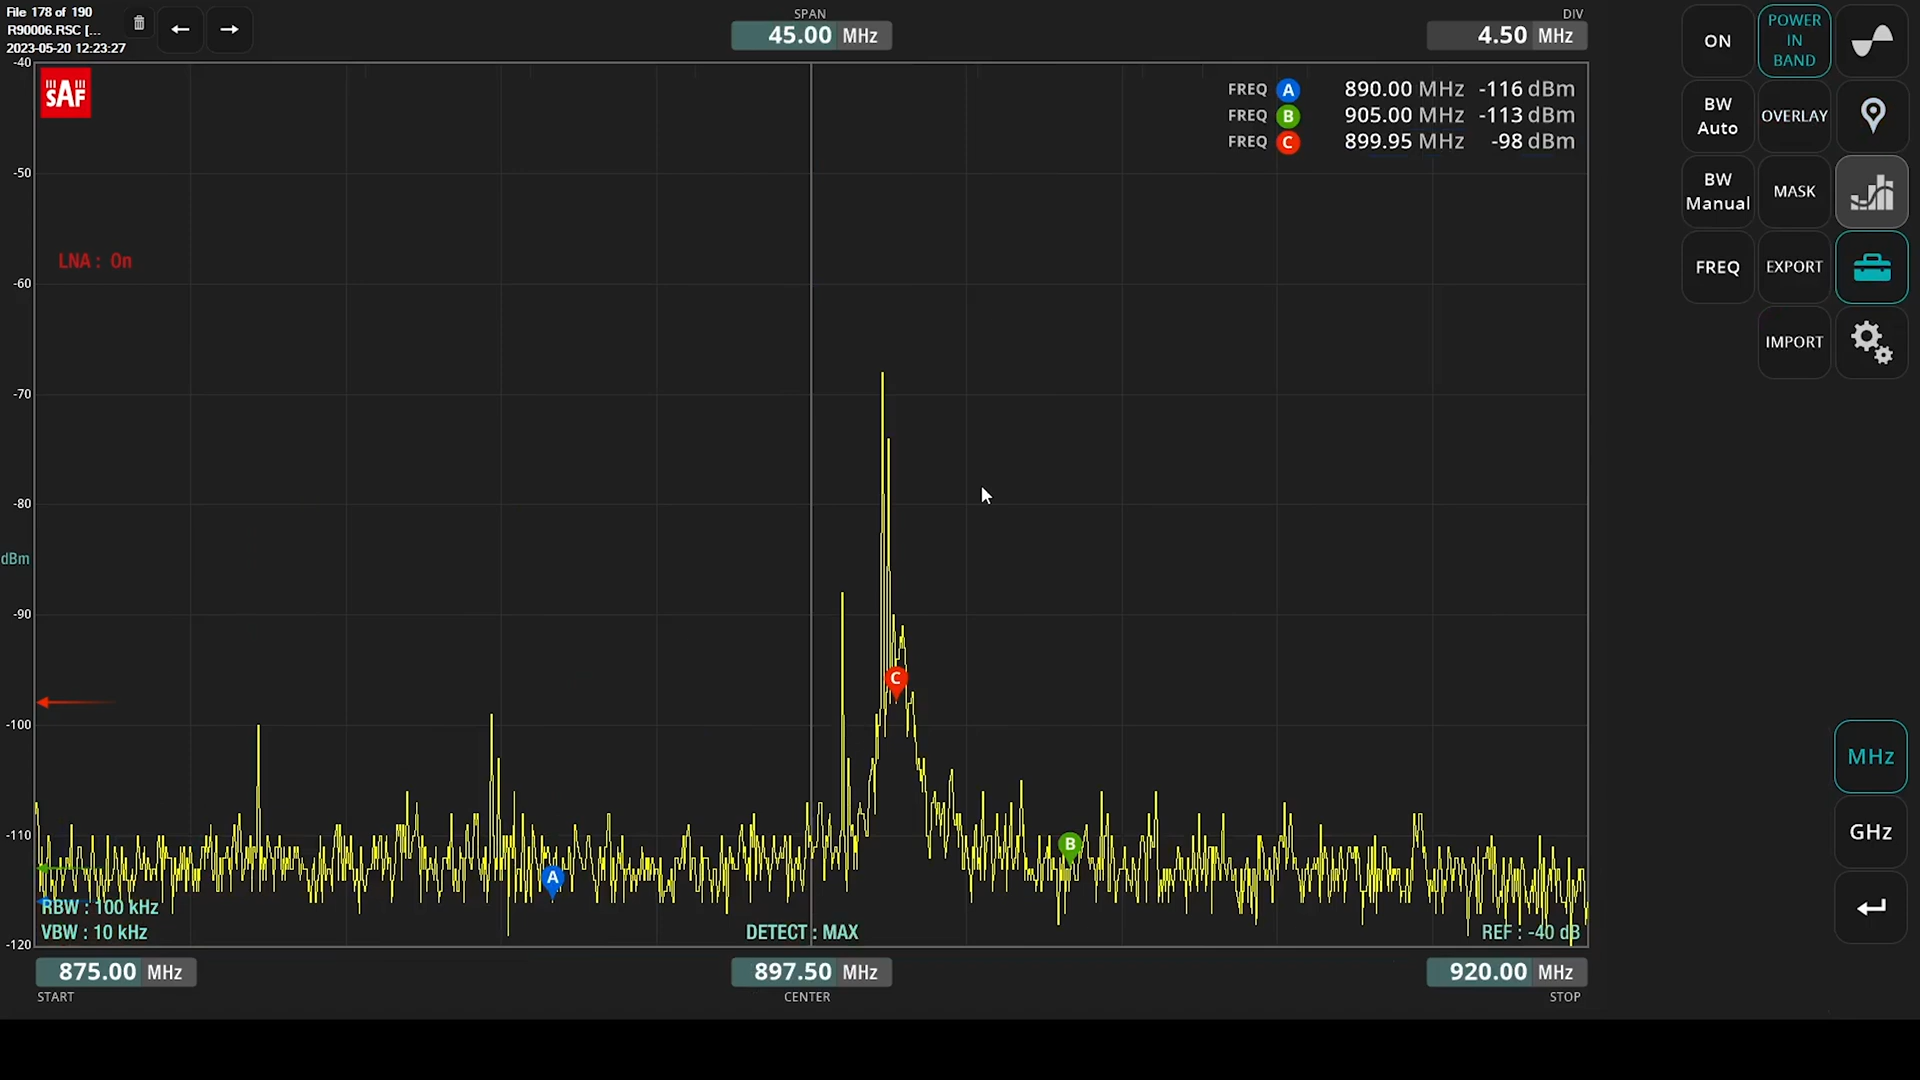 File 178 of 190
R90006.RSC [...
2023-05-20 12:23:27
SPAN
45.00 MHz
DIV
4.50 MHz
SAF
FREQ A 890.00 MHz -116 dBm
FREQ B 905.00 MHz -113 dBm
FREQ C 899.95 MHz -98 dBm
LNA : On
-40
-50
-60
-70
-80
dBm
-90
-100
-110
-120
C
B
A
RBW : 100 kHz
VBW : 10 kHz
DETECT : MAX
REF : -40 dB
875.00 MHz
START
897.50 MHz
CENTER
920.00 MHz
STOP
ON
POWER
IN
BAND
BW
Auto
OVERLAY
BW
Manual
MASK
FREQ
EXPORT
IMPORT
MHz
GHz